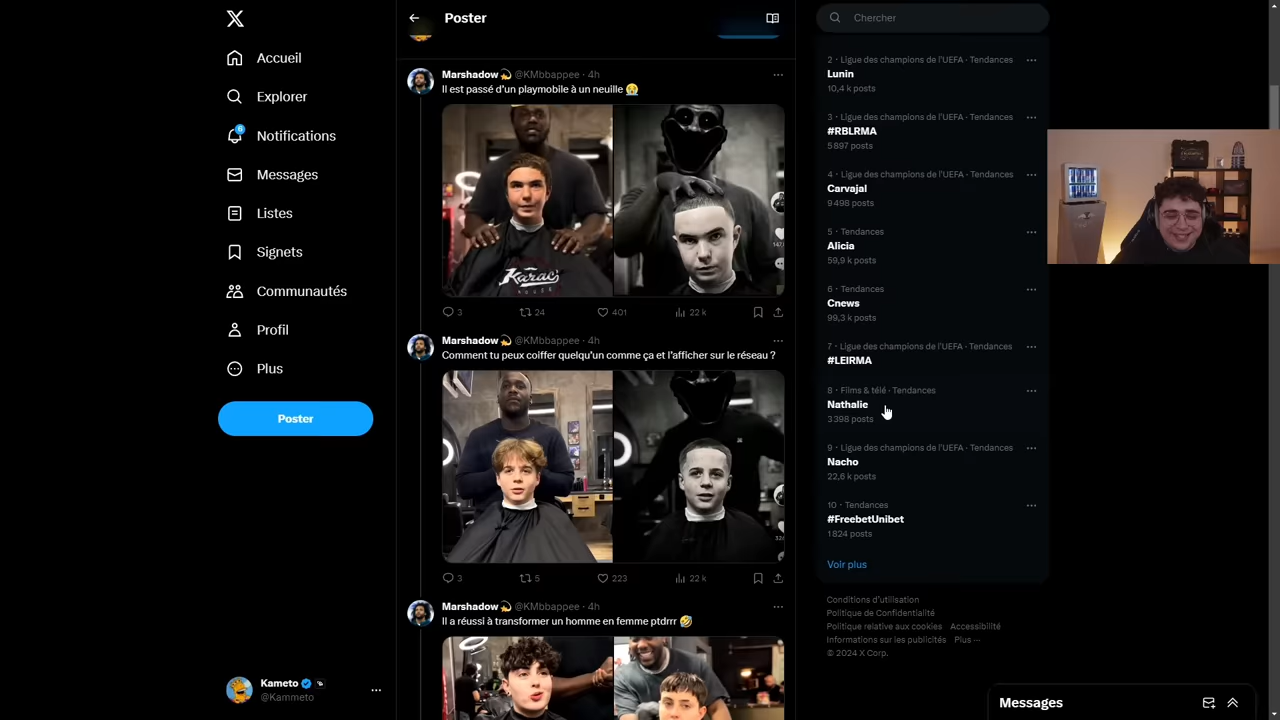 Accueil
Explorer
6
Notifications
Messages
Listes
Signets
Communautés
Profil
Plus
Poster
Kameto
@Kammeto
Poster
Marshadow @KMbbappee · 4h
Il est passé d'un playmobile à un neuille 😭
KARAC
3
24
401
22 k
Marshadow @KMbbappee · 4h
Comment tu peux coiffer quelqu'un comme ça et l'afficher sur le réseau ?
3
5
223
22 k
Marshadow @KMbbappee · 4h
Il a réussi à transformer un homme en femme ptdrrr 🤣
Chercher
2 · Ligue des champions de l'UEFA · Tendances
Lunin
10,4 k posts
3 · Ligue des champions de l'UEFA · Tendances
#RBLRMA
5 897 posts
4 · Ligue des champions de l'UEFA · Tendances
Carvajal
9 498 posts
5 · Tendances
Alicia
59,9 k posts
6 · Tendances
Cnews
99,3 k posts
7 · Ligue des champions de l'UEFA · Tendances
#LEIRMA
8 · Films & télé · Tendances
Nathalie
3 398 posts
9 · Ligue des champions de l'UEFA · Tendances
Nacho
22,6 k posts
10 · Tendances
#FreebetUnibet
1 824 posts
Voir plus
Conditions d'utilisation
Politique de Confidentialité
Politique relative aux cookies Accessibilité
Informations sur les publicités Plus ···
© 2024 X Corp.
Messages